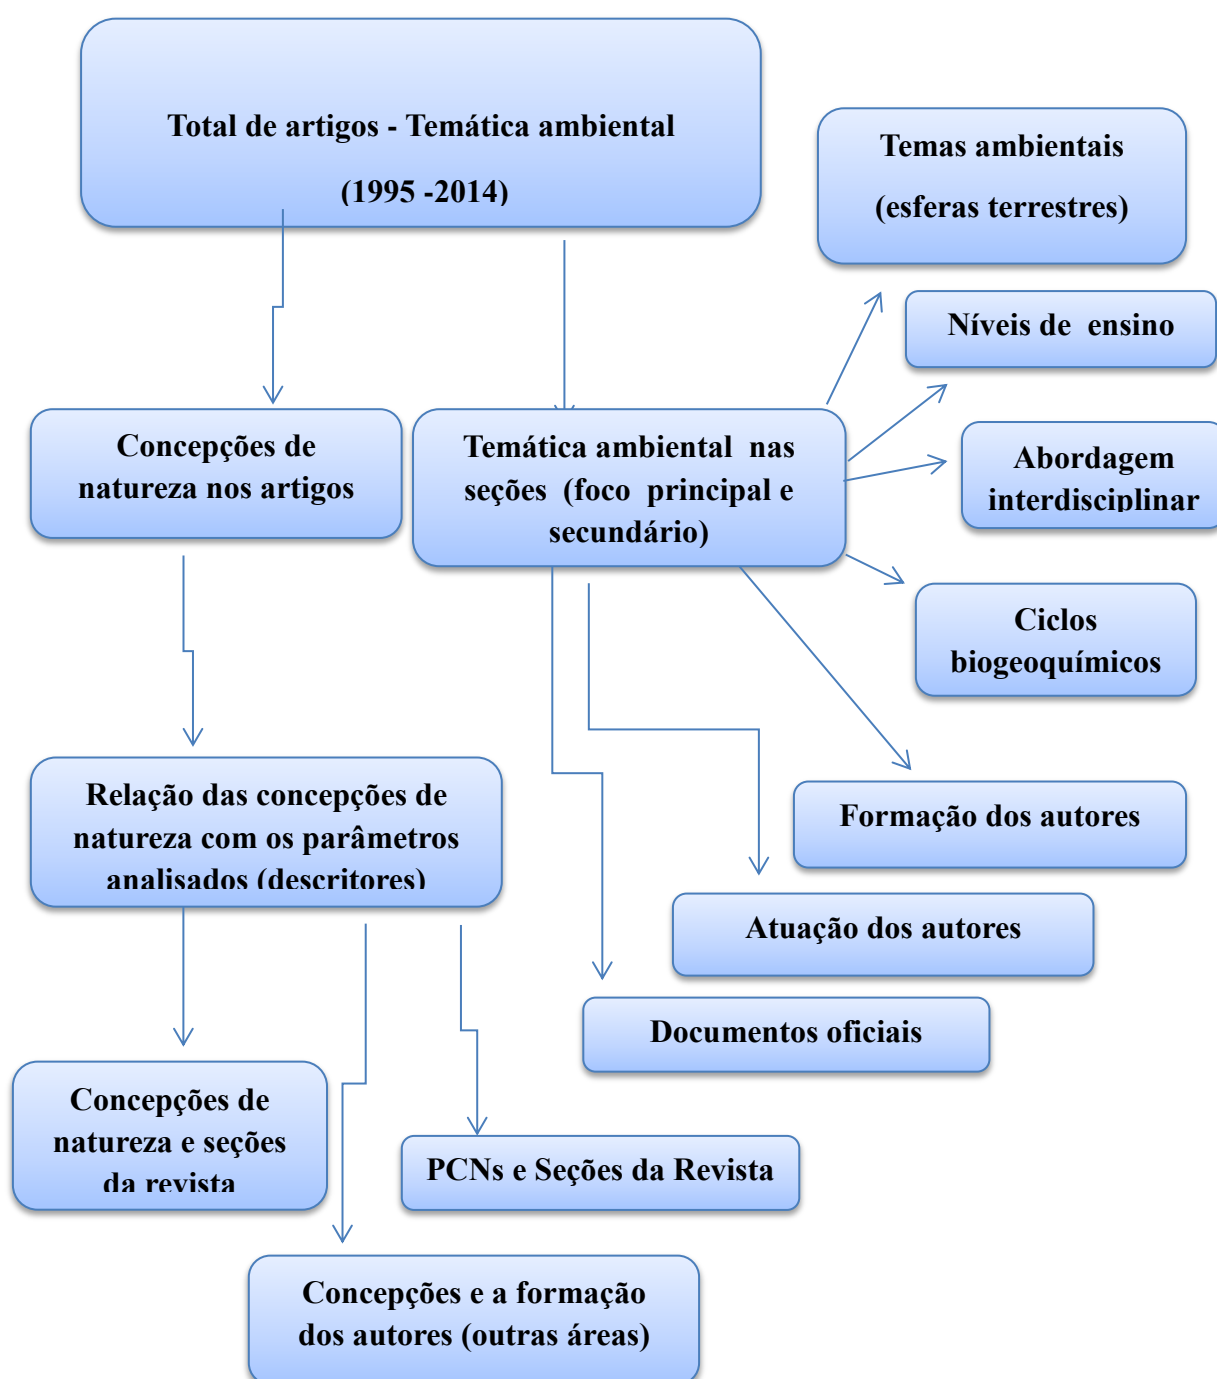 Total de artigos - Temática ambiental
(1995 -2014)
Temas ambientais
(esferas terrestres)
Níveis de ensino
Concepções de
natureza nos artigos
Temática ambiental nas
seções (foco principal e
secundário)
Abordagem
interdisciplinar
Ciclos
biogeoquímicos
Relação das concepções de
natureza com os parâmetros
analisados (descritores)
Formação dos autores
Atuação dos autores
Documentos oficiais
Concepções de
natureza e seções
da revista
PCNs e Seções da Revista
Concepções e a formação
dos autores (outras áreas)